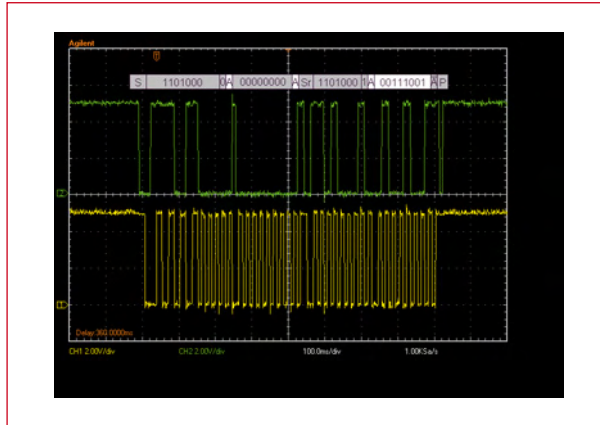 Agilent
S 1101000 0 A 00000000 A Sr 1101000 1 A 00111001 A P
Delay:360.0000ms
CH1 2.00V/div CH2 2.00V/div 100.0ms/div 1.00KSa/s